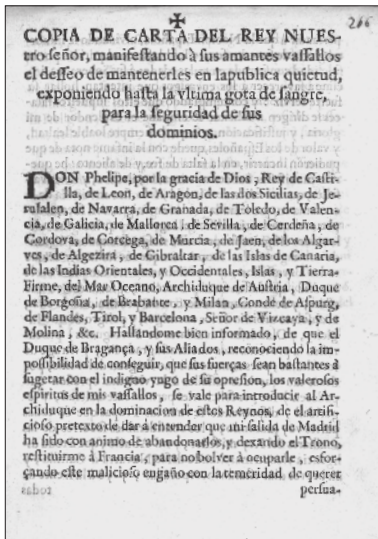 ✠
206
COPIA DE CARTA DEL REY NUES-
tro señor, manifestando à sus amantes vassallos
el desseo de mantenerles en la publica quietud,
exponiendo hasta la vltima gota de sangre,
para la seguridad de sus
dominios.
DON Phelipe, por la gracia de Dios, Rey de Casti-
lla, de Leon, de Aragon, de las dos Sicilias, de Je-
rusalen, de Navarra, de Granada, de Toledo, de Valen-
cia, de Galicia, de Mallorca, de Sevilla, de Cerdeña, de
Cordova, de Corcega, de Murcia, de Jaen, de los Algar-
ves, de Algezira, de Gibraltar, de las Islas de Canaria,
de las Indias Orientales, y Occidentales, Islas, y Tierra-
Firme, del Mar Oceano, Archiduque de Austria, Duque
de Borgoña, de Brabante, y Milan, Conde de Aspurg,
de Flandes, Tirol, y Barcelona, Señor de Vizcaya, y de
Molina, &c. Hallandome bien informado, de que el
Duque de Bragança, y sus Aliados, reconociendo la im-
possibilidad de conseguir, que sus fuerças sean bastantes à
sugetar con el indigno yugo de su opresion, los valerosos
espiritus de mis vassallos, se vale para introducir al Ar-
chiduque en la dominacion de estos Reynos, de el artifi-
cioso pretexto de dar à entender que mi salida de Madrid
ha sido con animo de abandonarlos, y dexando el Trono,
restituirme à Francia, para no bolver à ocuparle, esfor-
çando este malicioso engaño con la temeridad de querer
persua-